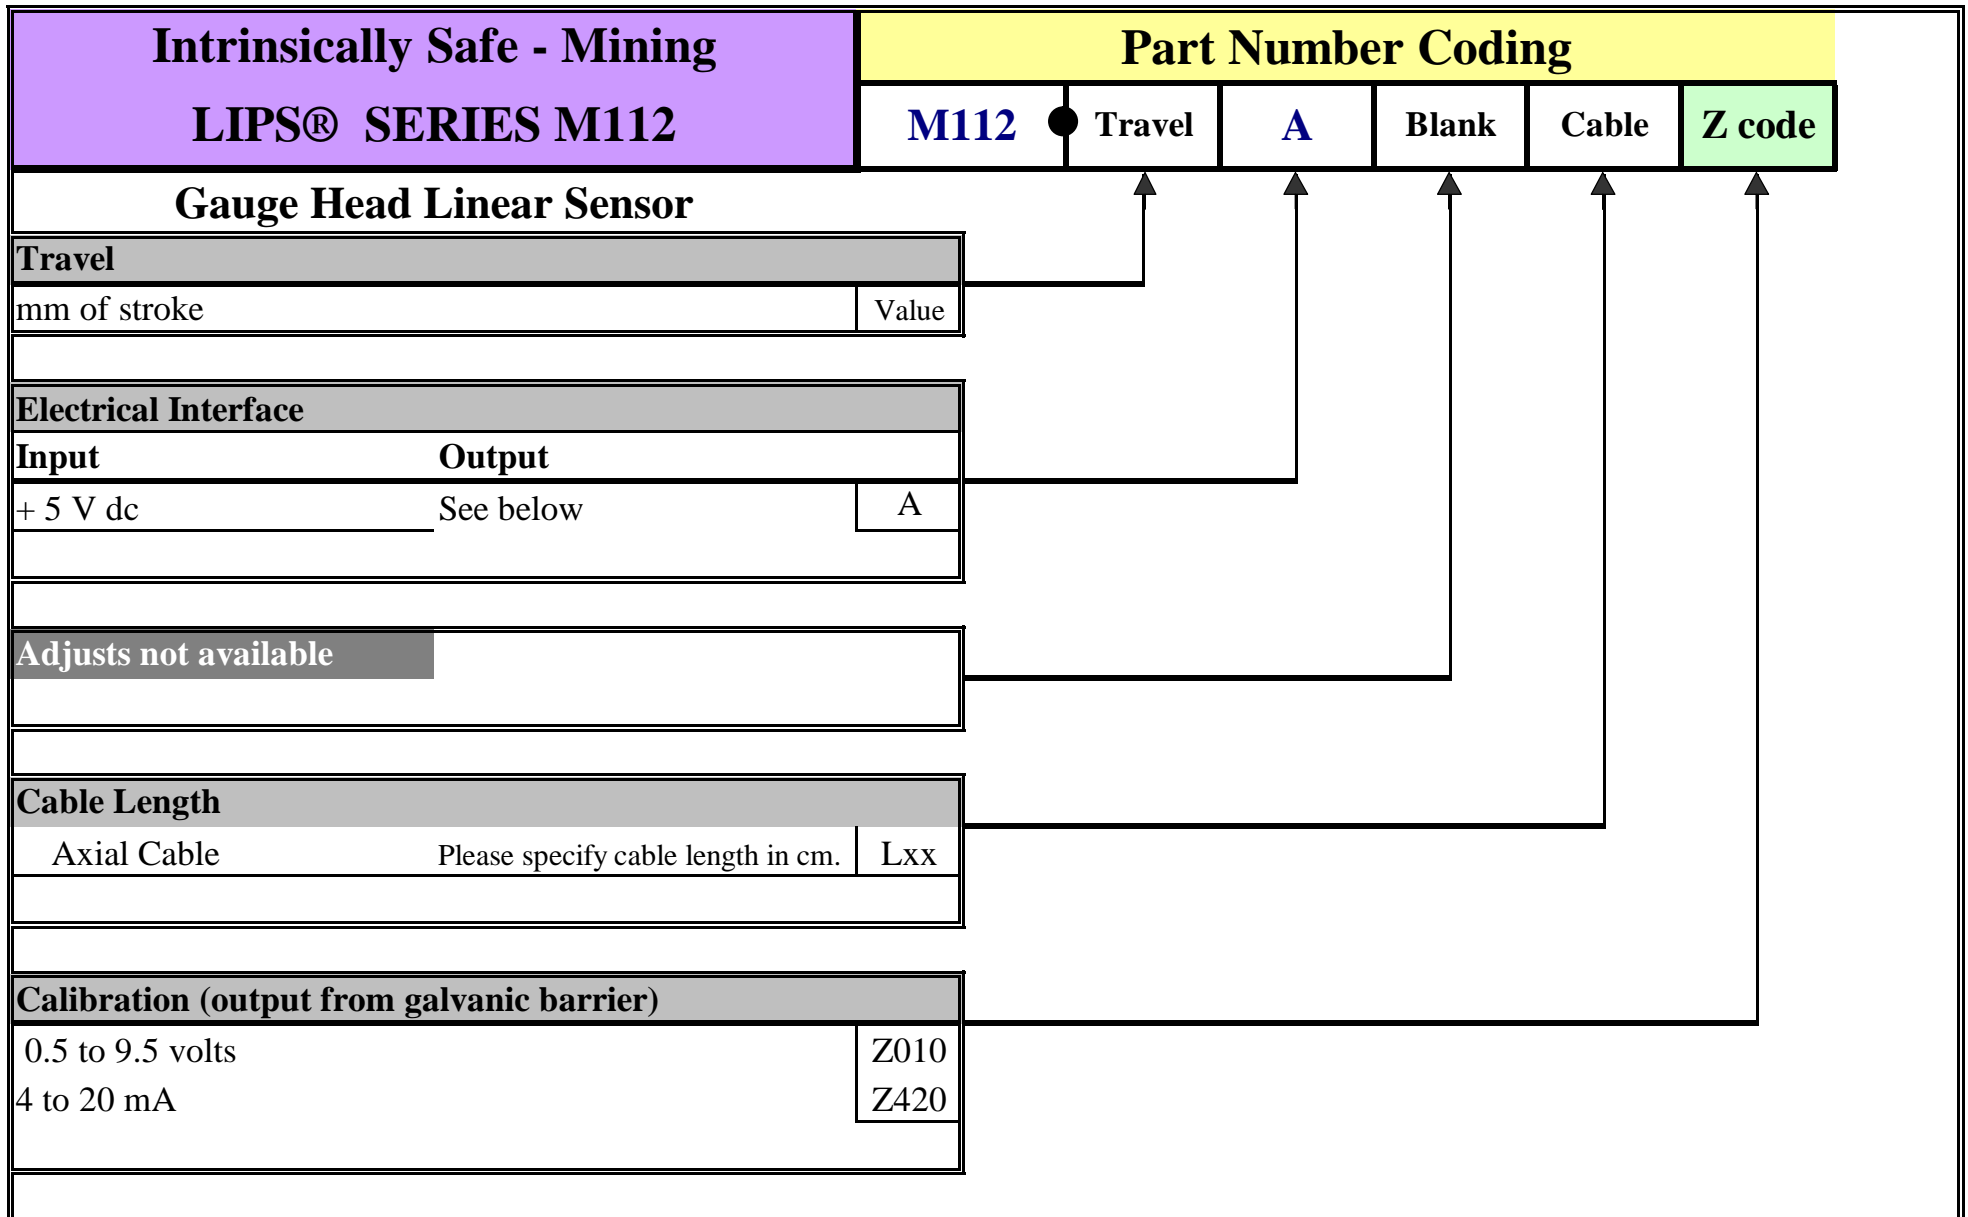 Intrinsically Safe - Mining
LIPS® SERIES M112
Part Number Coding
M112 ● Travel A Blank Cable Z code
Gauge Head Linear Sensor
Travel
mm of stroke Value
Electrical Interface
Input Output
+ 5 V dc See below A
Adjusts not available
Cable Length
Axial Cable Please specify cable length in cm. Lxx
Calibration (output from galvanic barrier)
0.5 to 9.5 volts Z010
4 to 20 mA Z420